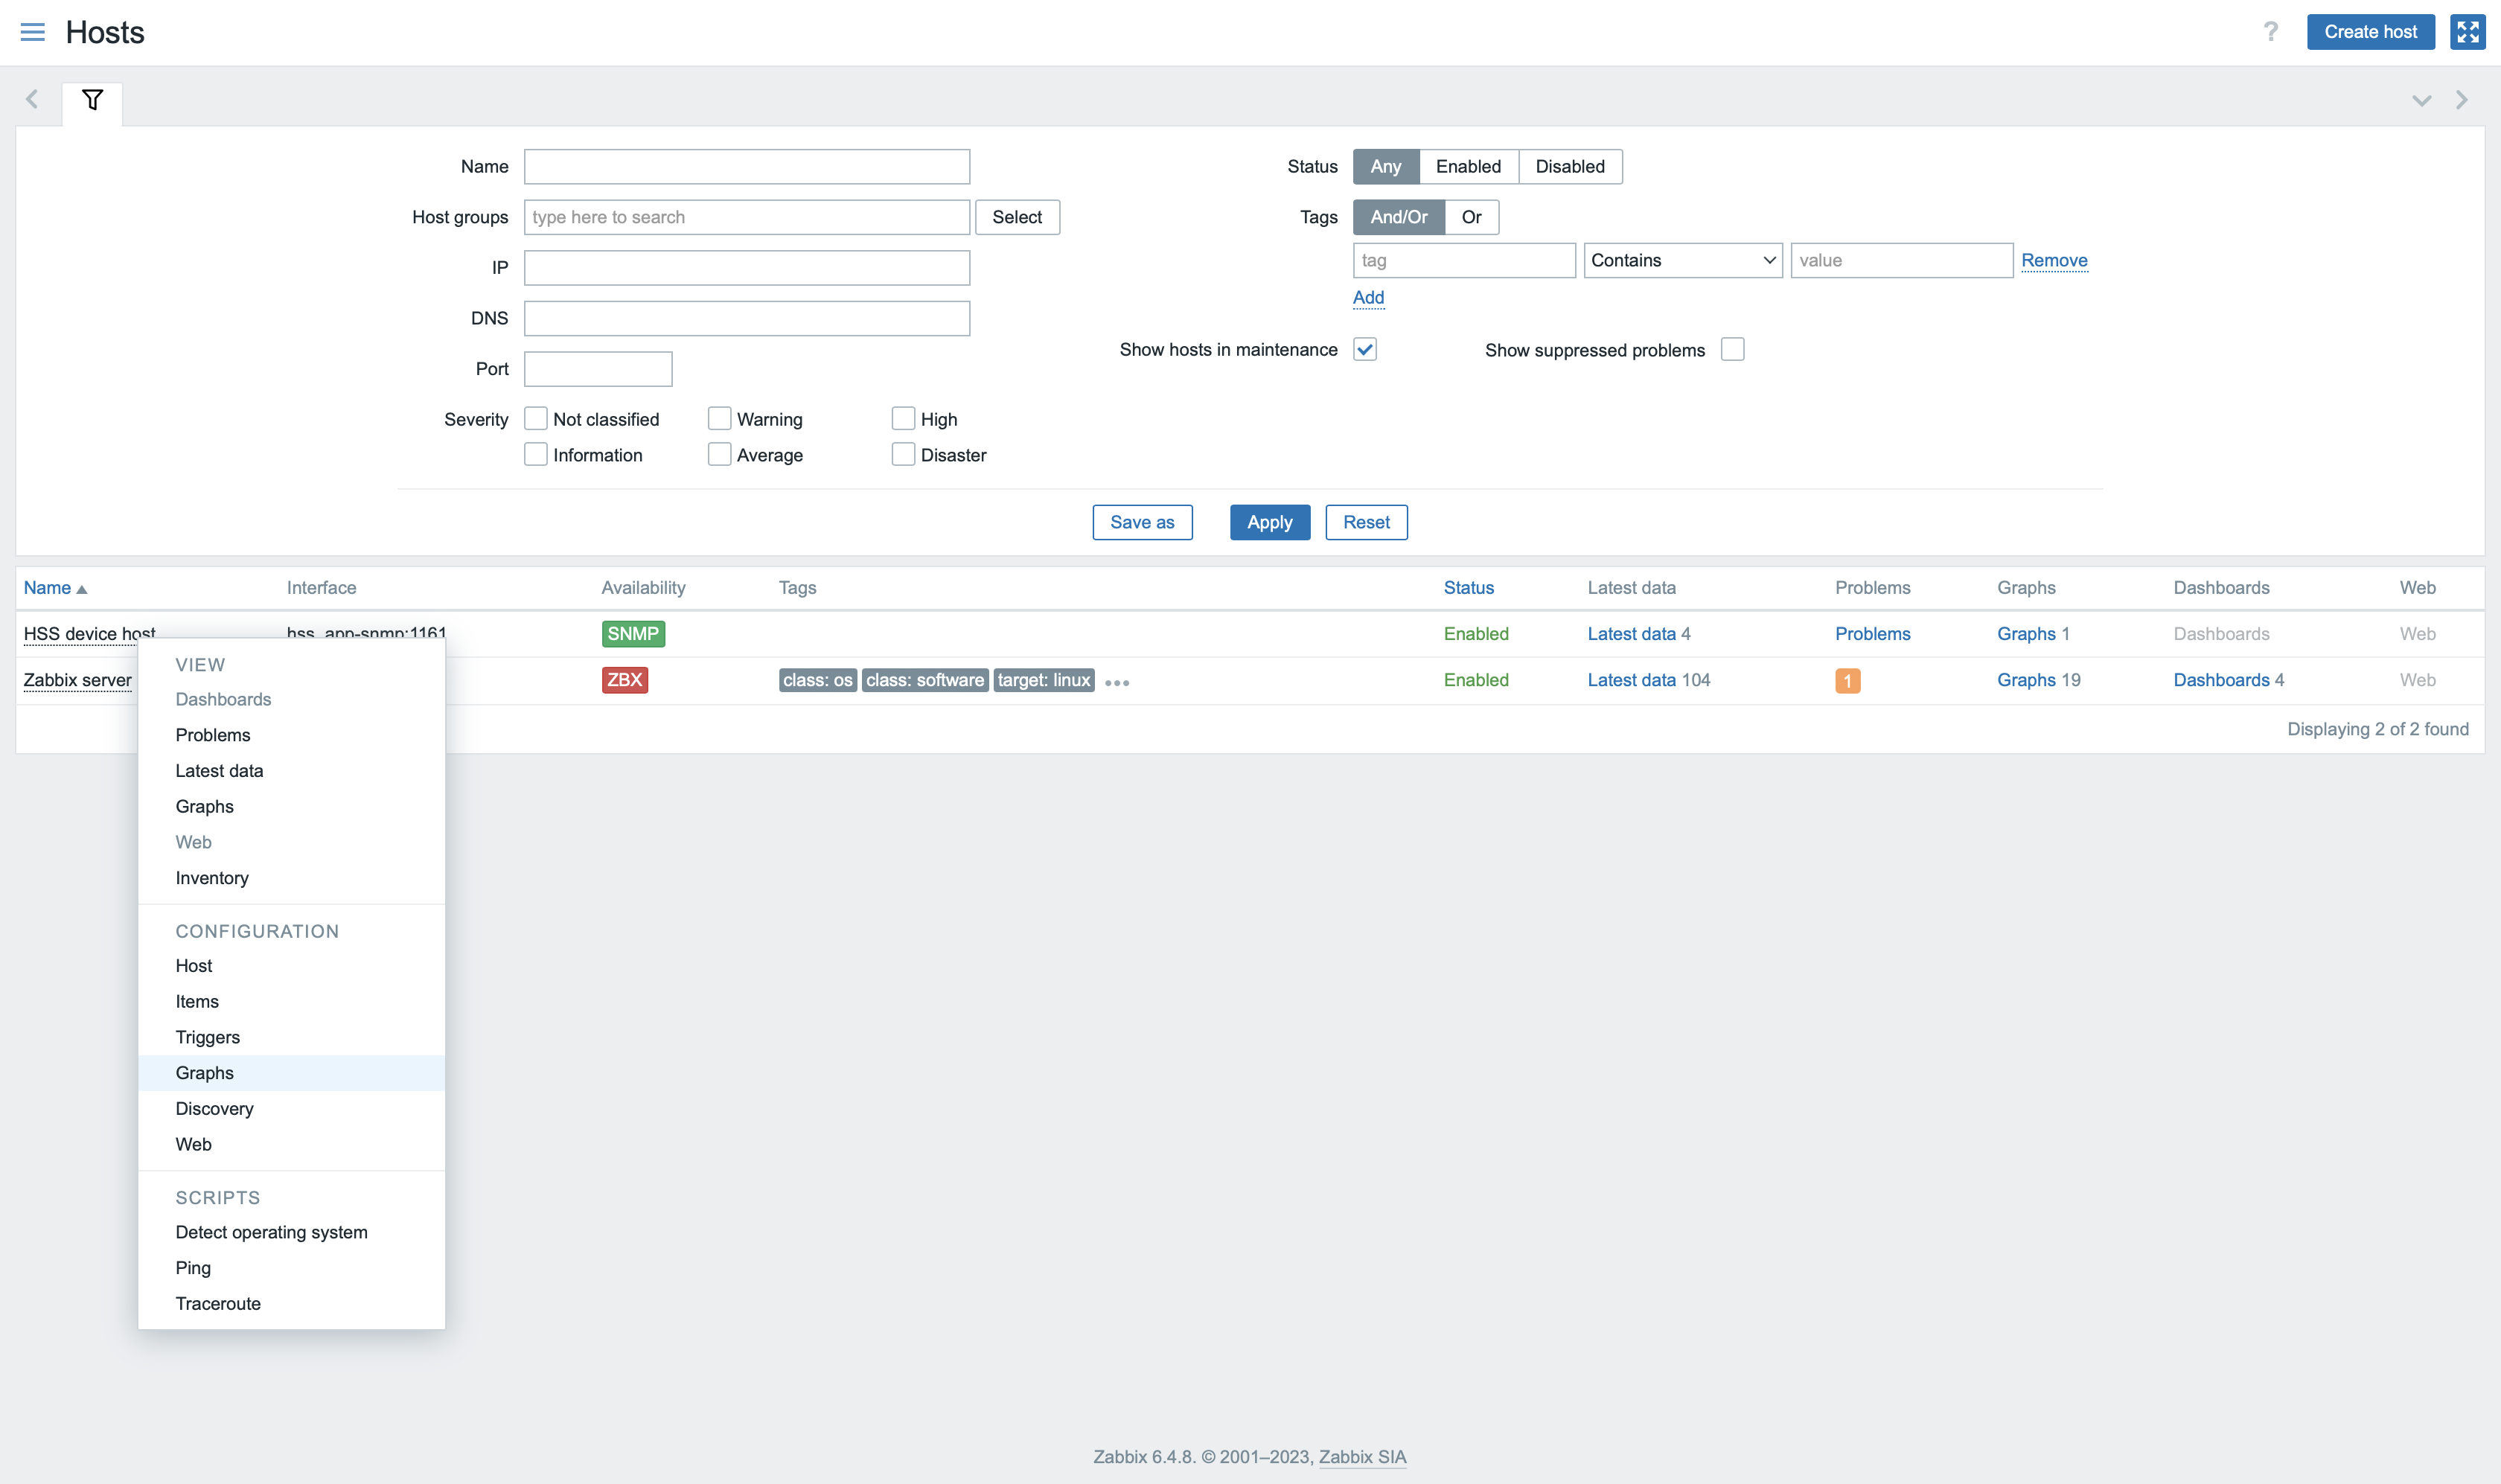 Hosts
?
Create host
Name
Status Any Enabled Disabled
Host groups type here to search Select
Tags And/Or Or
IP
tag Contains value Remove
Add
DNS
Show hosts in maintenance Show suppressed problems
Port
Severity Not classified Warning High
Information Average Disaster
Save as Apply Reset
Name Interface Availability Tags Status Latest data Problems Graphs Dashboards Web
HSS device host hss_app-snmp:1161 SNMP Enabled Latest data 4 Problems Graphs 1 Dashboards Web
Zabbix server ZBX class: os class: software target: linux ••• Enabled Latest data 104 1 Graphs 19 Dashboards 4 Web
Displaying 2 of 2 found
VIEW
Dashboards
Problems
Latest data
Graphs
Web
Inventory
CONFIGURATION
Host
Items
Triggers
Graphs
Discovery
Web
SCRIPTS
Detect operating system
Ping
Traceroute
Zabbix 6.4.8. © 2001–2023, Zabbix SIA